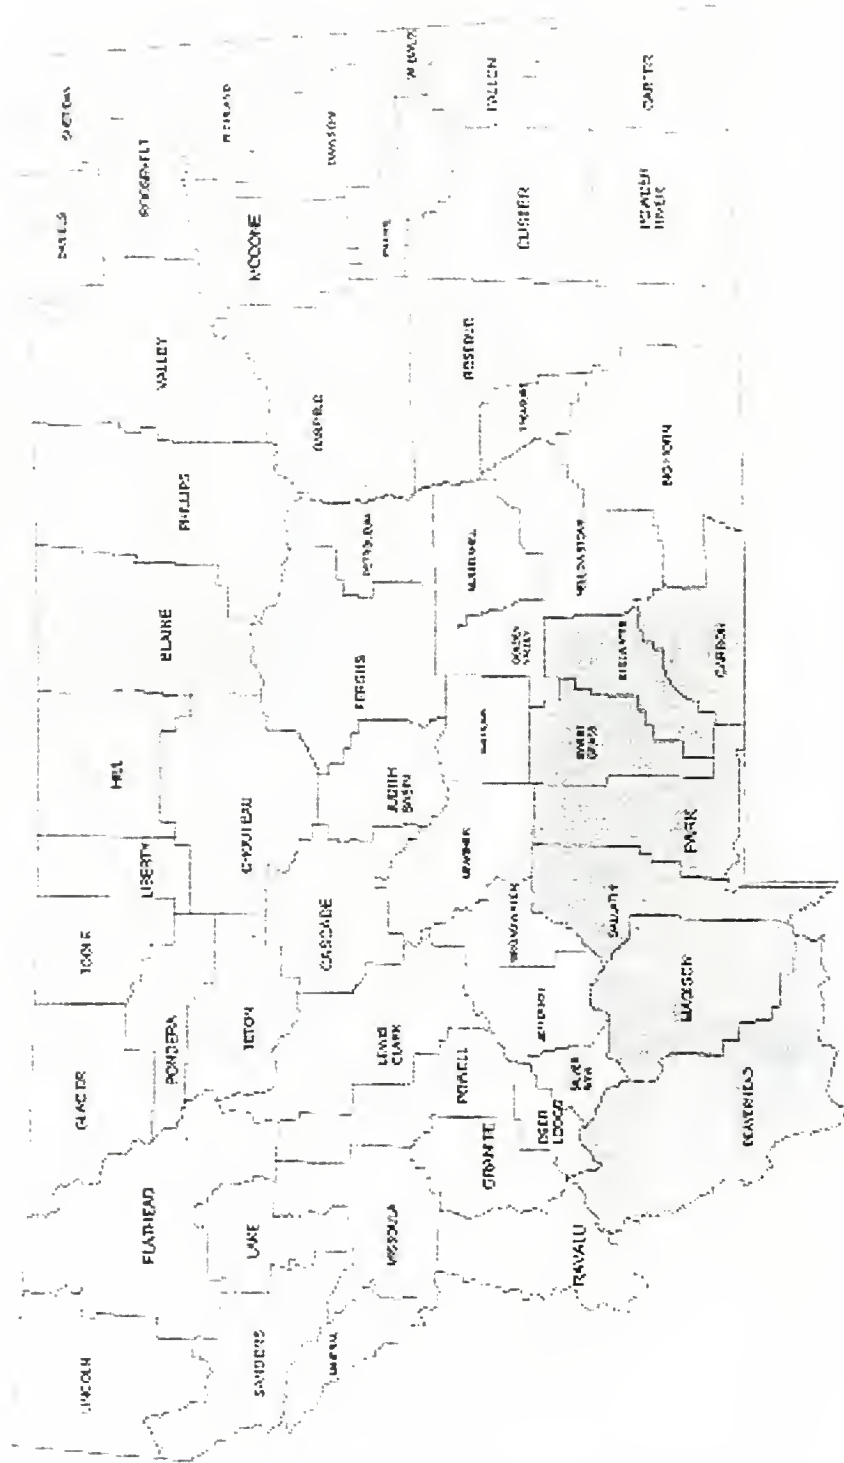 LINCOLN
FLATHEAD
GLACIER
TOOLE
LIBERTY
HILL
BLAINE
PHILLIPS
VALLEY
DANIELS
ROOSEVELT
SANDERS
LAKE
PONDERA
TETON
CHOUTEAU
MCCONE
RICHLAND
MINERAL
MISSOULA
LEWIS
CLARK
CASCADE
JUDITH
BASIN
FERGUS
PETROLEUM
GARFIELD
DAWSON
PRAIRIE
POWELL
GRANITE
DEER
LODGE
SILVER
BOW
JEFFERSON
BROADWATER
MEAGHER
GOLDEN
VALLEY
MUSSELSHELL
ROSEBUD
TREASURE
CUSTER
FALLON
RAVALLI
BEAVERHEAD
MADISON
GALLATIN
PARK
SWEET
GRASS
STILLWATER
YELLOWSTONE
CARBON
BIG HORN
POWDER
RIVER
CARTER